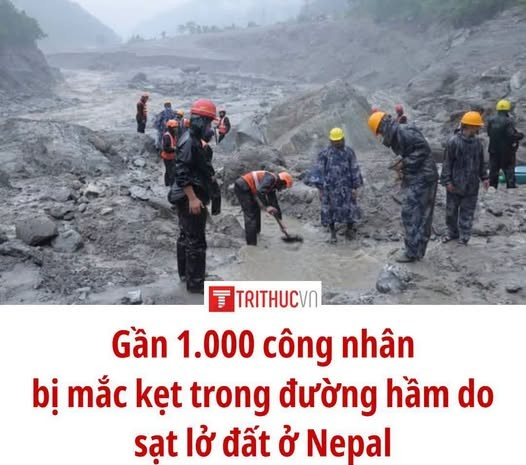 TRITHUCVN
Gần 1.000 công nhân
bị mắc kẹt trong đường hầm do
sạt lở đất ở Nepal